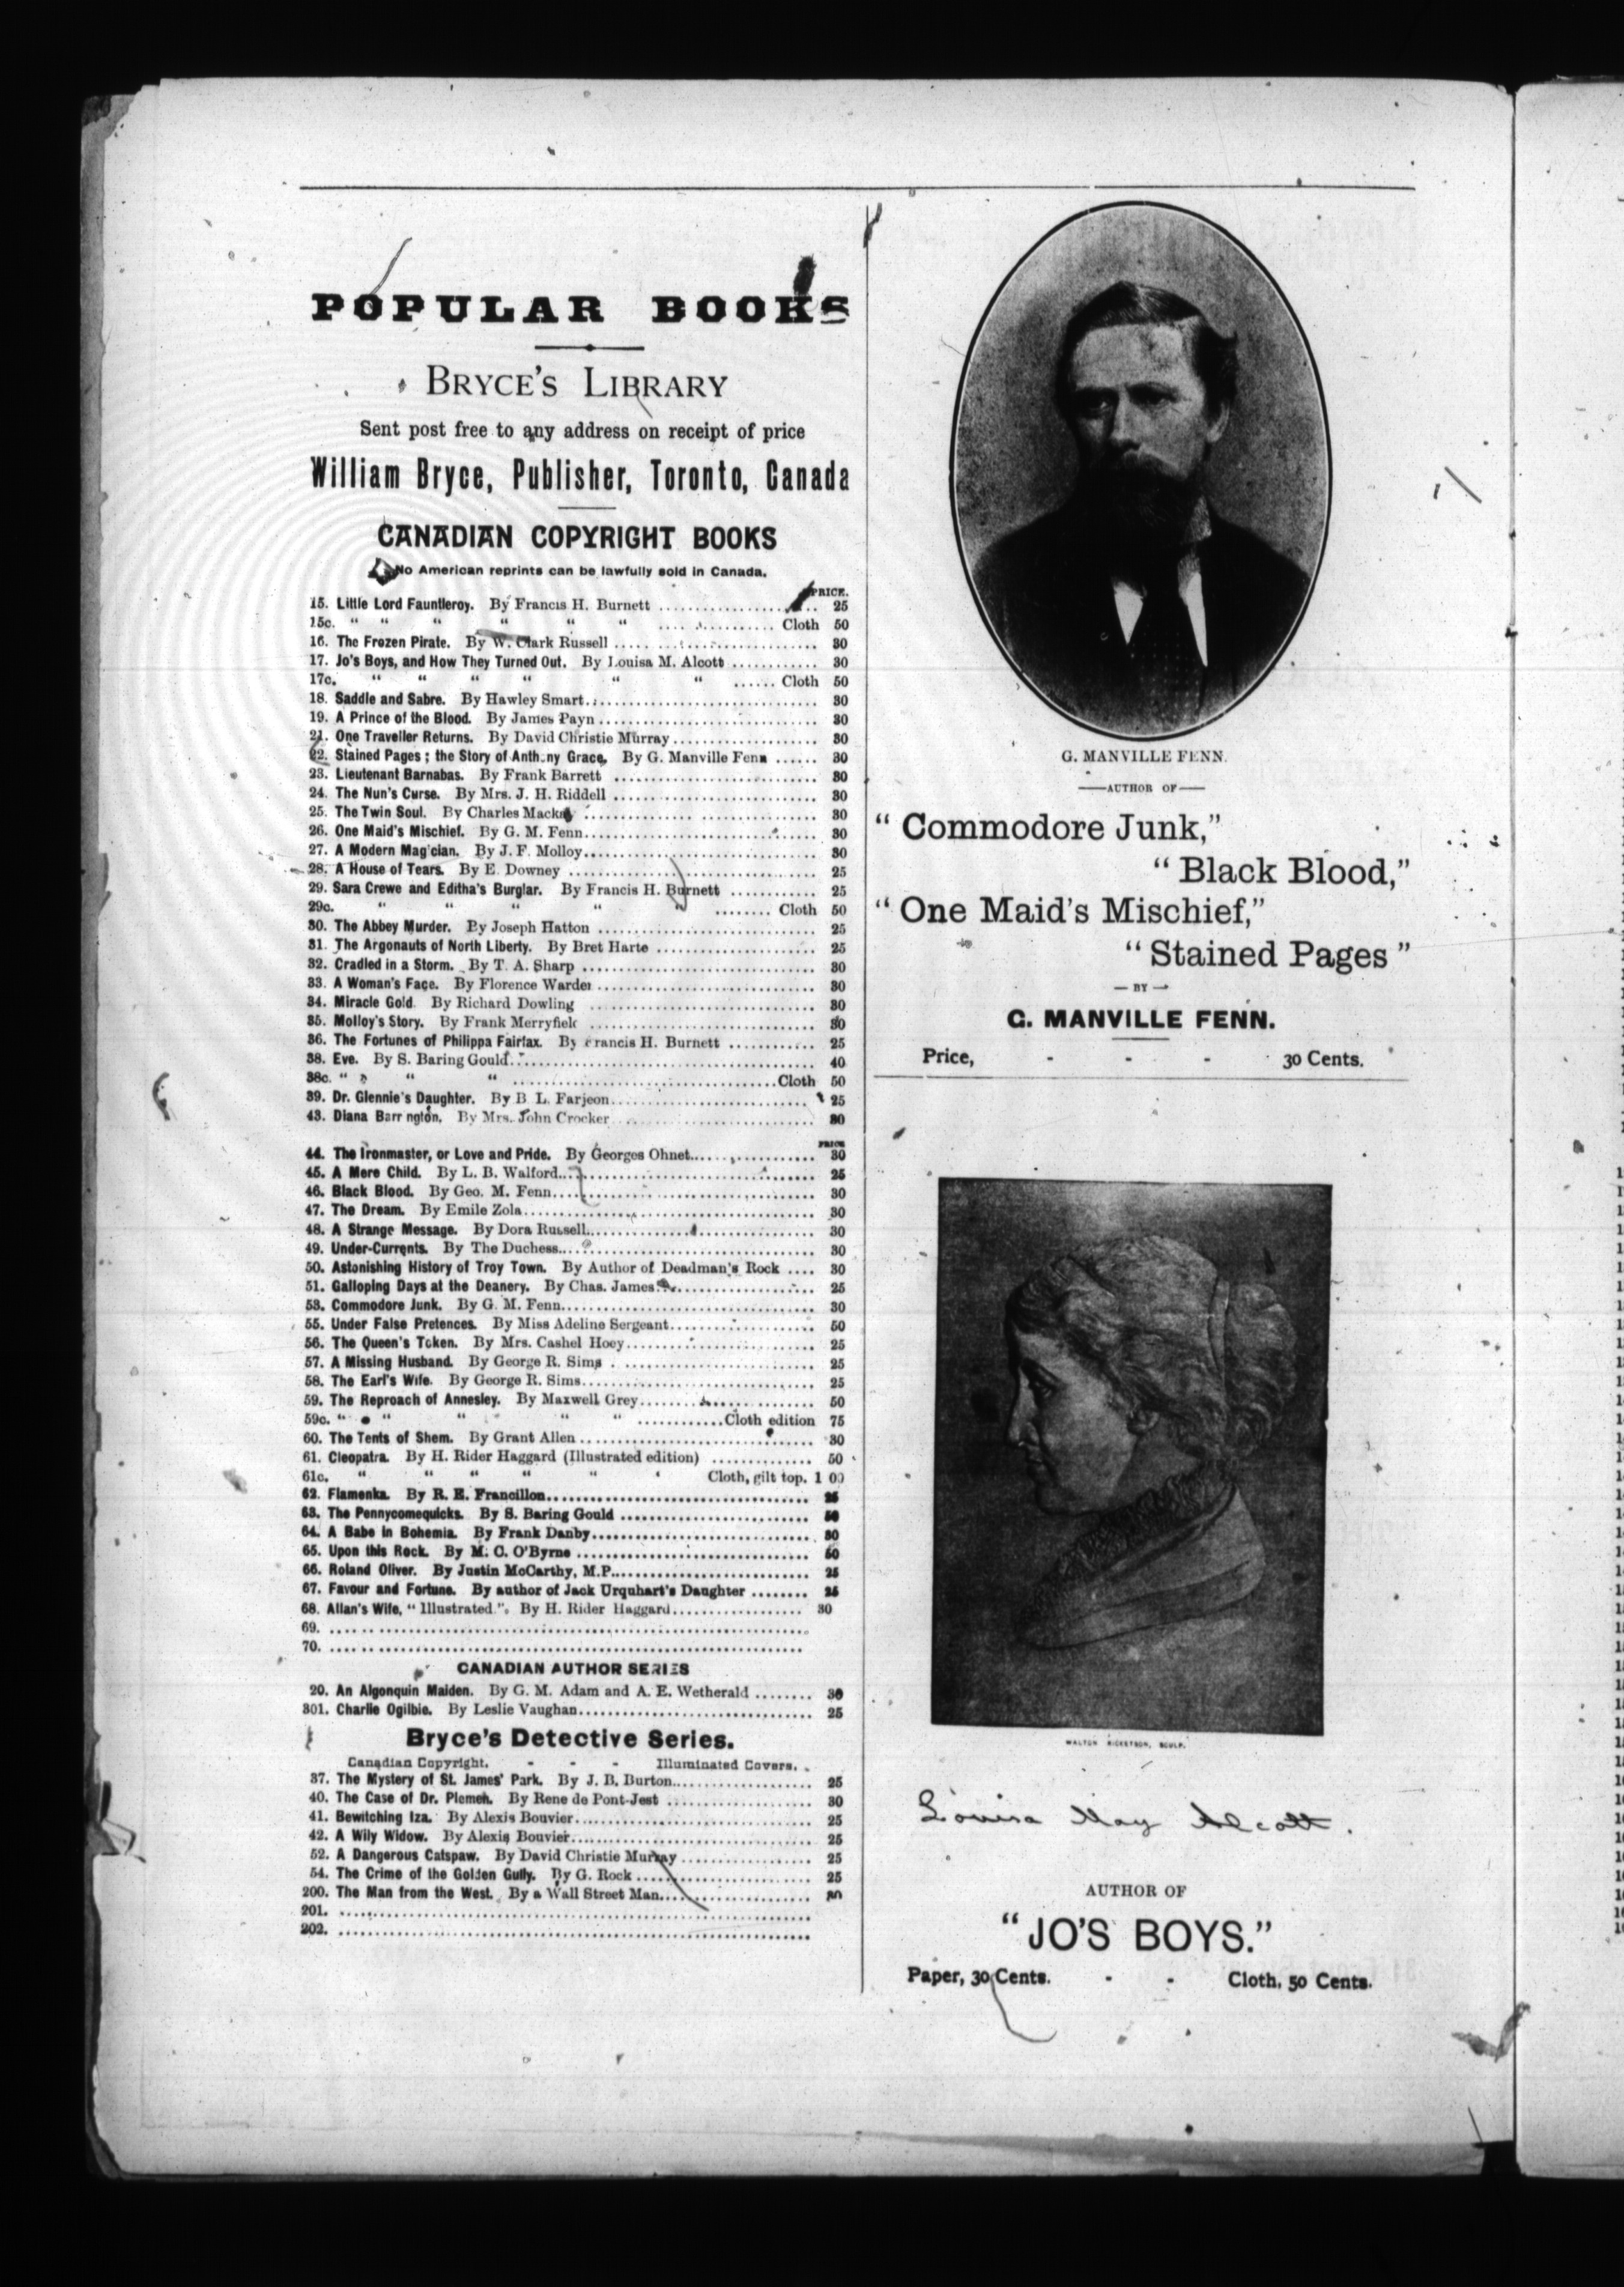 POPULAR BOOKS
BRYCE'S LIBRARY
Sent post free to any address on receipt of price
William Bryce, Publisher, Toronto, Canada
CANADIAN COPYRIGHT BOOKS
No American reprints can be lawfully sold in Canada.
PRICE.
15. Little Lord Fauntleroy. By Francis H. Burnett .................... 25
15c. " " " " " " .............. Cloth 50
16. The Frozen Pirate. By W. Clark Russell .................... 30
17. Jo's Boys, and How They Turned Out. By Louisa M. Alcott ............ 30
17c. " " " " " " ...... Cloth 50
18. Saddle and Sabre. By Hawley Smart.............................. 30
19. A Prince of the Blood. By James Payn .............................. 30
21. One Traveller Returns. By David Christie Murray.................... 30
22. Stained Pages ; the Story of Anth ny Grace. By G. Manville Fenn ...... 30
23. Lieutenant Barnabas. By Frank Barrett ............................ 30
24. The Nun's Curse. By Mrs. J. H. Riddell ............................ 30
25. The Twin Soul. By Charles Mackay ................................ 30
26. One Maid's Mischief. By G. M. Fenn................................ 30
27. A Modern Mag'cian. By J. F. Molloy................................ 30
28. A House of Tears. By E. Downey .................................. 25
29. Sara Crewe and Editha's Burglar. By Francis H. Burnett ............ 25
29c. " " " " " ........ Cloth 50
30. The Abbey Murder. By Joseph Hatton .............................. 25
31. The Argonauts of North Liberty. By Bret Harte ...................... 25
32. Cradled in a Storm. By T. A. Sharp ................................ 30
33. A Woman's Face. By Florence Warden .............................. 30
34. Miracle Gold. By Richard Dowling ................................ 30
35. Molloy's Story. By Frank Merryfield ................................ 30
36. The Fortunes of Philippa Fairfax. By Francis H. Burnett ............ 25
38. Eve. By S. Baring Gould.......................................... 40
38c. " " " ....................................Cloth 50
39. Dr. Glennie's Daughter. By B. L. Farjeon............................ 25
43. Diana Barr ngton. By Mrs. John Crocker ............................ 30
PRICE
44. The Ironmaster, or Love and Pride. By Georges Ohnet.................. 30
45. A Mere Child. By L. B. Walford.................................... 25
46. Black Blood. By Geo. M. Fenn.................................... 30
47. The Dream. By Emile Zola........................................ 30
48. A Strange Message. By Dora Russell................................ 30
49. Under-Currents. By The Duchess.................................... 30
50. Astonishing History of Troy Town. By Author of Deadman's Rock .... 30
51. Galloping Days at the Deanery. By Chas. James...................... 25
53. Commodore Junk. By G. M. Fenn.................................... 30
55. Under False Pretences. By Miss Adeline Sergeant.................... 50
56. The Queen's Token. By Mrs. Cashel Hoey............................ 25
57. A Missing Husband. By George R. Sims ............................ 25
58. The Earl's Wife. By George R. Sims................................ 25
59. The Reproach of Annesley. By Maxwell Grey........................ 50
59c. " " " " " ............Cloth edition 75
60. The Tents of Shem. By Grant Allen ................................ 30
61. Cleopatra. By H. Rider Haggard (Illustrated edition) .............. 50
61c. " " " " " " Cloth, gilt top. 1 00
62. Flamenka. By R. E. Francillon.................................... 25
63. The Pennycomequicks. By S. Baring Gould .......................... 50
64. A Babe in Bohemia. By Frank Danby................................ 30
65. Upon this Rock. By M. C. O'Byrne ................................ 50
66. Roland Oliver. By Justin McCarthy, M.P............................ 25
67. Favour and Fortune. By author of Jack Urquhart's Daughter ........ 25
68. Allan's Wife, " Illustrated ". By H. Rider Haggard.................. 30
69. ................................................................
70. ................................................................
CANADIAN AUTHOR SERIES
20. An Algonquin Maiden. By G. M. Adam and A. E. Wetherald ........ 30
301. Charlie Ogilbie. By Leslie Vaughan................................ 25
Bryce's Detective Series.
Canadian Copyright. - - - Illuminated Covers.
37. The Mystery of St. James' Park. By J. B. Burton.................... 25
40. The Case of Dr. Plemen. By Rene de Pont-Jest .................... 30
41. Bewitching Iza. By Alexis Bouvier................................ 25
42. A Wily Widow. By Alexis Bouvier.................................. 25
52. A Dangerous Catspaw. By David Christie Murray .................. 25
54. The Crime of the Golden Gully. By G. Rock ........................ 25
200. The Man from the West. By a Wall Street Man...................... 30
201. ................................................................
202. ................................................................
G. MANVILLE FENN.
—AUTHOR OF—
" Commodore Junk,"
" Black Blood,"
" One Maid's Mischief,"
" Stained Pages "
— BY —
G. MANVILLE FENN.
Price, - - - 30 Cents.
WALTON RICKETSON, SCULP.
Louisa May Alcott.
AUTHOR OF
"JO'S BOYS."
Paper, 30 Cents. - - Cloth, 50 Cents.